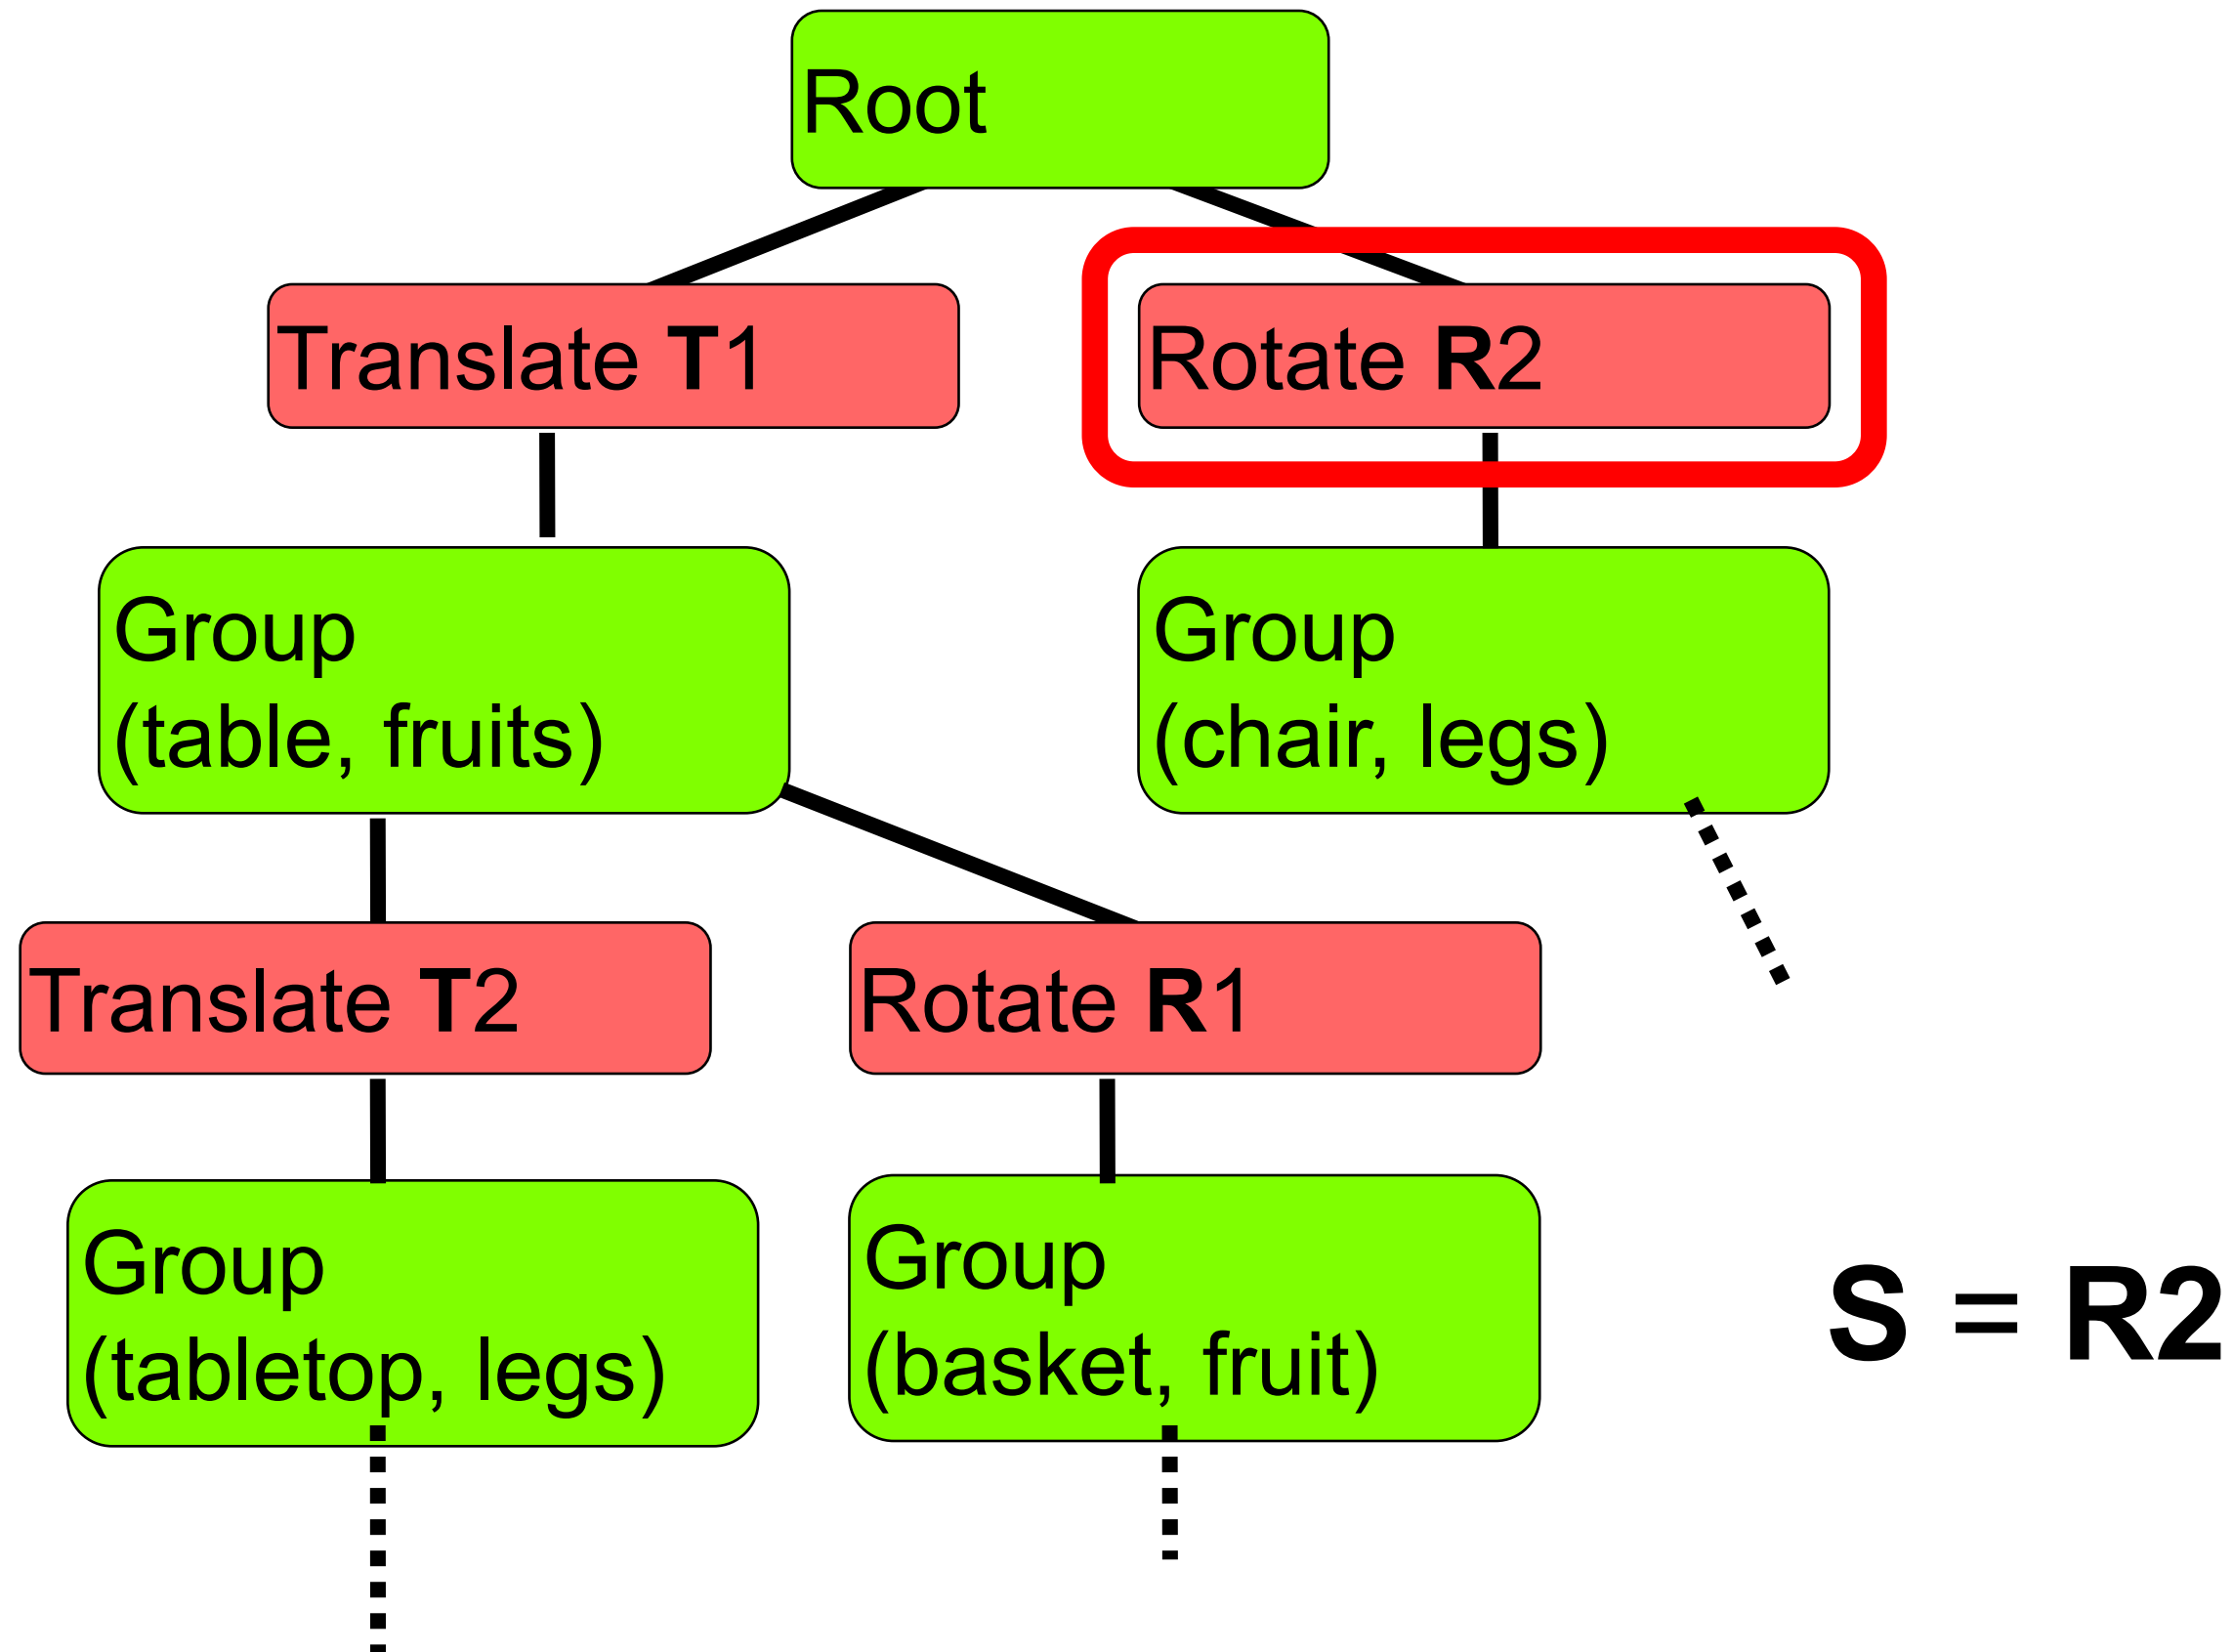 Root
Translate T1
Rotate R2
Group
(table, fruits)
Group
(chair, legs)
Translate T2
Rotate R1
Group
(tabletop, legs)
Group
(basket, fruit)
S = R2